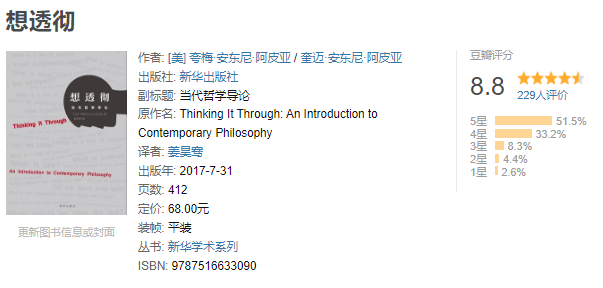 想透彻
想透彻
Thinking It Through
An Introduction to Contemporary Philosophy
更新图书信息或封面
作者: [美] 夸梅·安东尼·阿皮亚 / 奎迈·安东尼·阿皮亚
出版社: 新华出版社
副标题: 当代哲学导论
原作名: Thinking It Through: An Introduction to
Contemporary Philosophy
译者: 姜昊骞
出版年: 2017-7-31
页数: 412
定价: 68.00元
装帧: 平装
丛书: 新华学术系列
ISBN: 9787516633090
豆瓣评分
8.8
229人评价
5星 51.5%
4星 33.2%
3星 8.3%
2星 4.4%
1星 2.6%